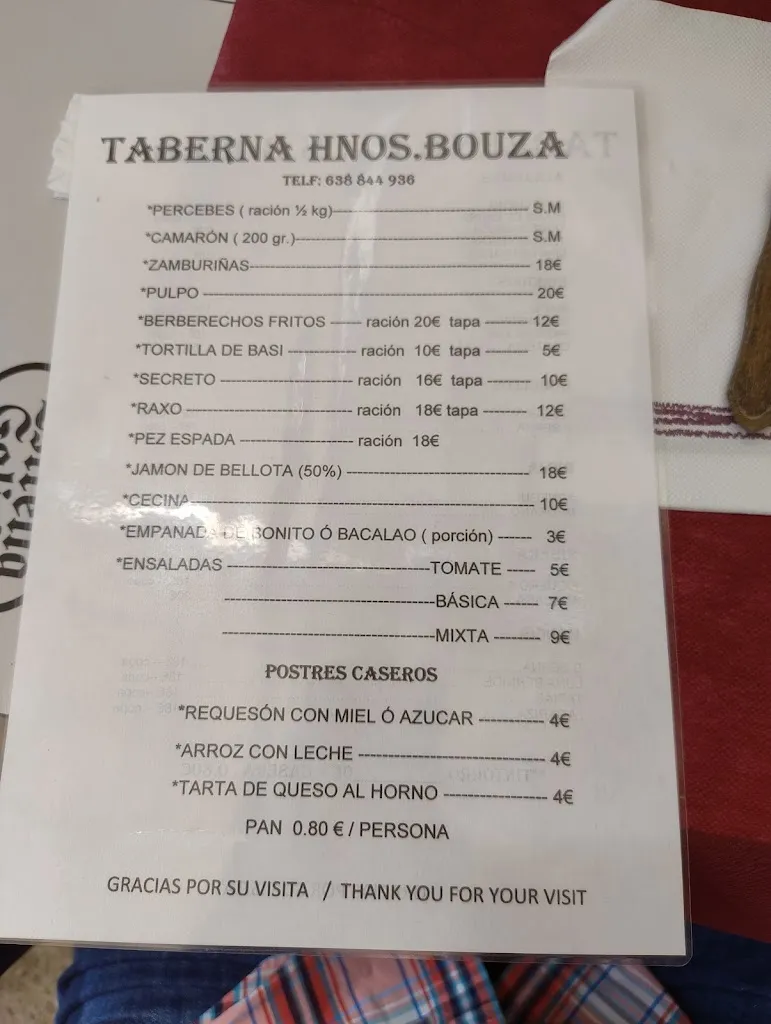 TABERNA HNOS.BOUZA
TELF: 638 844 936
*PERCEBES ( ración ½ kg)------------------------------------ S.M
*CAMARÓN ( 200 gr.)------------------------------------------ S.M
*ZAMBURIÑAS------------------------------------------------ 18€
*PULPO -------------------------------------------------------- 20€
*BERBERECHOS FRITOS ------ ración 20€ tapa -------- 12€
*TORTILLA DE BASI ------------ ración 10€ tapa -------- 5€
*SECRETO ------------------------ ración 16€ tapa -------- 10€
*RAXO ------------------------------ ración 18€ tapa -------- 12€
*PEZ ESPADA -------------------- ración 18€
*JAMON DE BELLOTA (50%) -------------------------------- 18€
*CECINA-------------------------------------------------------- 10€
*EMPANADA DE BONITO Ó BACALAO ( porción) ------ 3€
*ENSALADAS ----------------------------------TOMATE ----- 5€
-----------------------------------BÁSICA ------ 7€
-----------------------------------MIXTA -------- 9€
POSTRES CASEROS
*REQUESÓN CON MIEL Ó AZUCAR ----------- 4€
*ARROZ CON LECHE -------------------------------- 4€
*TARTA DE QUESO AL HORNO ----------------- 4€
PAN 0.80 € / PERSONA
GRACIAS POR SU VISITA / THANK YOU FOR YOUR VISIT